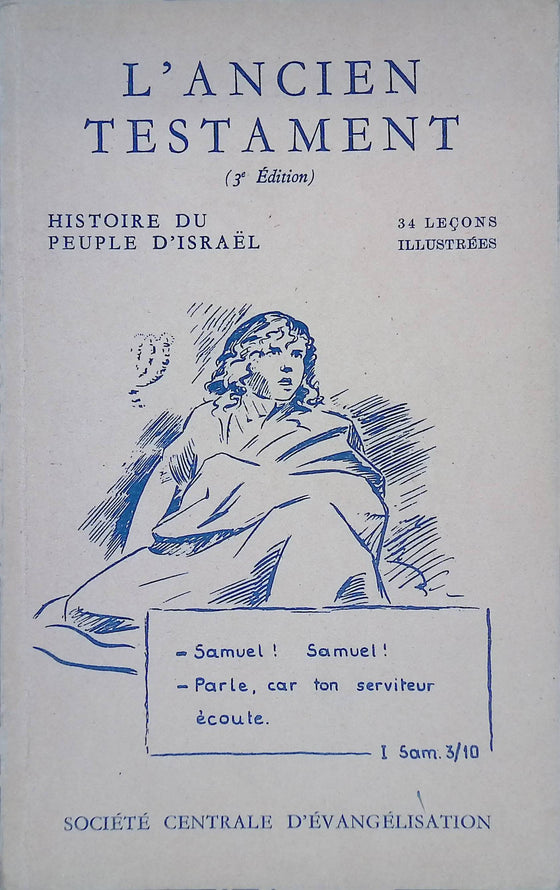 L'ANCIEN
TESTAMENT
(3e Édition)
HISTOIRE DU
PEUPLE D'ISRAËL
34 LEÇONS
ILLUSTRÉES
- Samuel ! Samuel !
- Parle, car ton serviteur
écoute.
I Sam. 3/10
SOCIÉTÉ CENTRALE D'ÉVANGÉLISATION